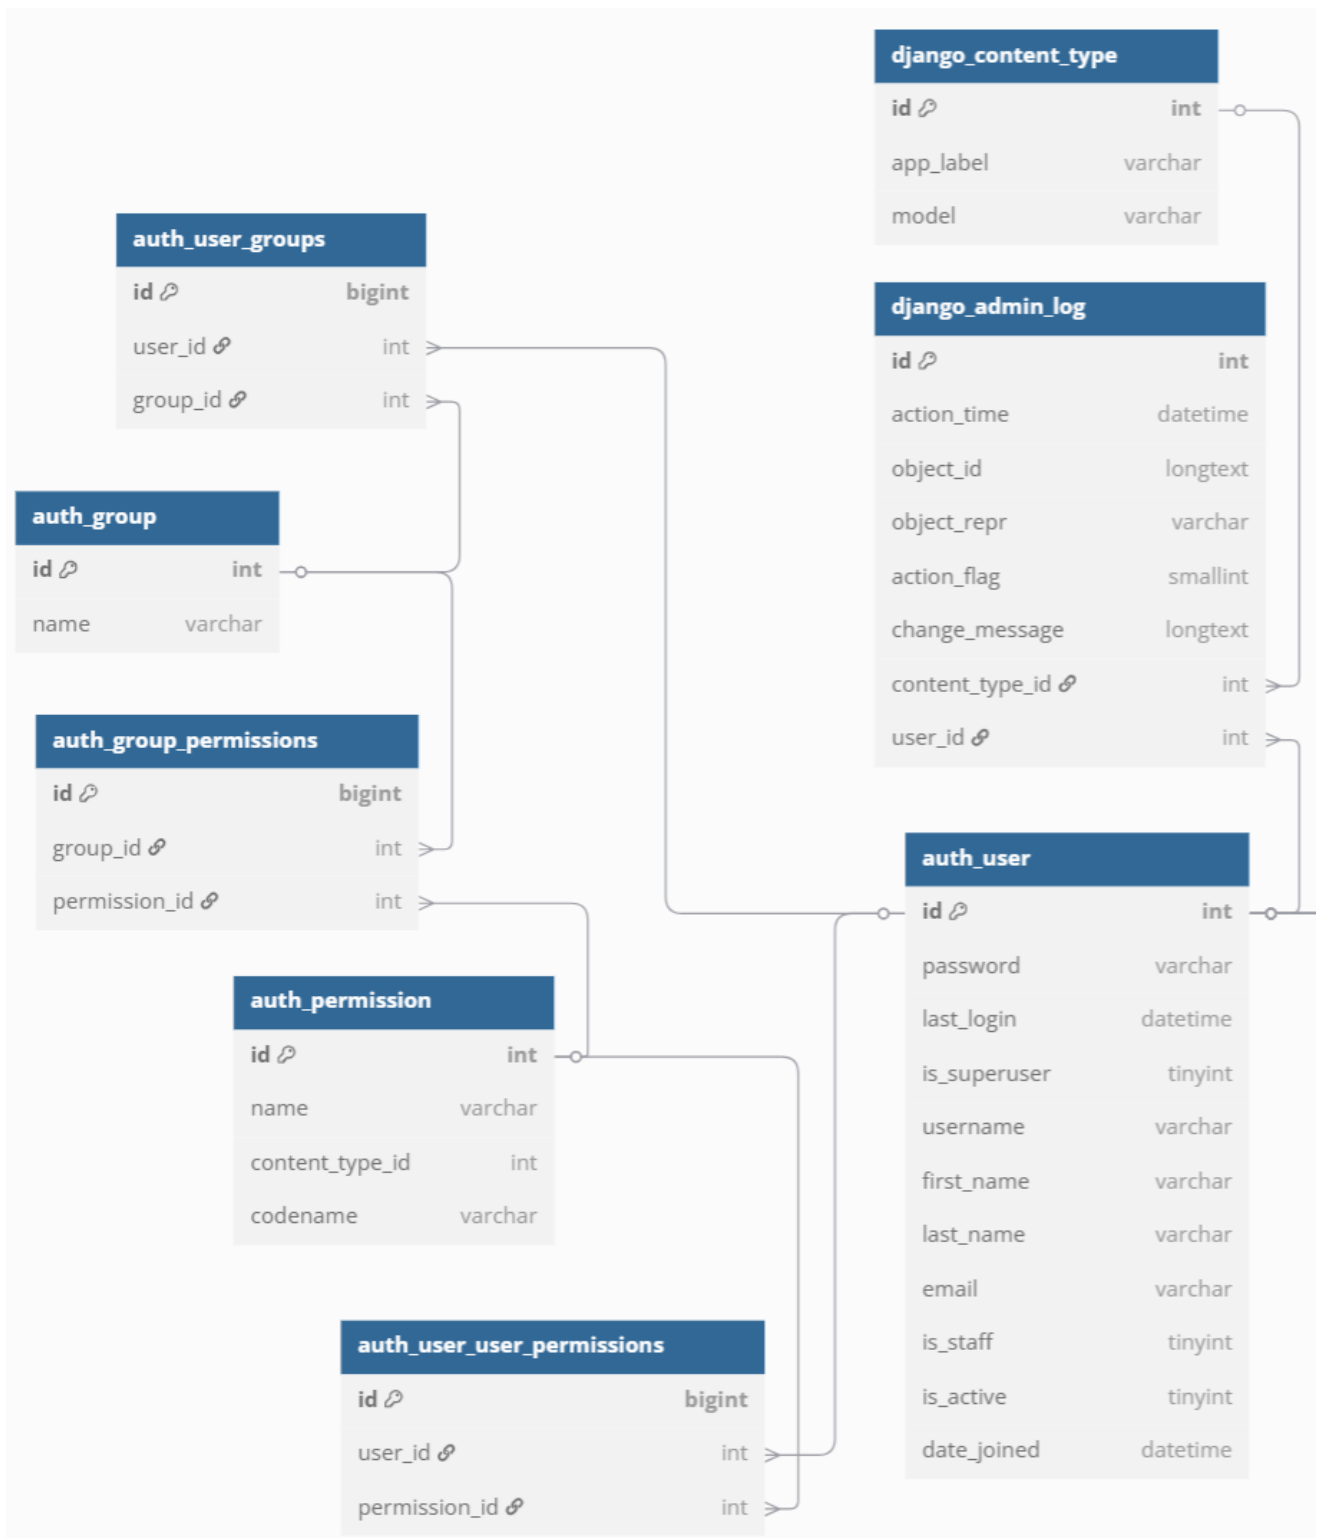 django_content_type
id int
app_label varchar
model varchar
auth_user_groups
id bigint
user_id int
group_id int
django_admin_log
id int
action_time datetime
object_id longtext
object_repr varchar
action_flag smallint
change_message longtext
content_type_id int
user_id int
auth_group
id int
name varchar
auth_group_permissions
id bigint
group_id int
permission_id int
auth_user
id int
password varchar
last_login datetime
is_superuser tinyint
username varchar
first_name varchar
last_name varchar
email varchar
is_staff tinyint
is_active tinyint
date_joined datetime
auth_permission
id int
name varchar
content_type_id int
codename varchar
auth_user_user_permissions
id bigint
user_id int
permission_id int